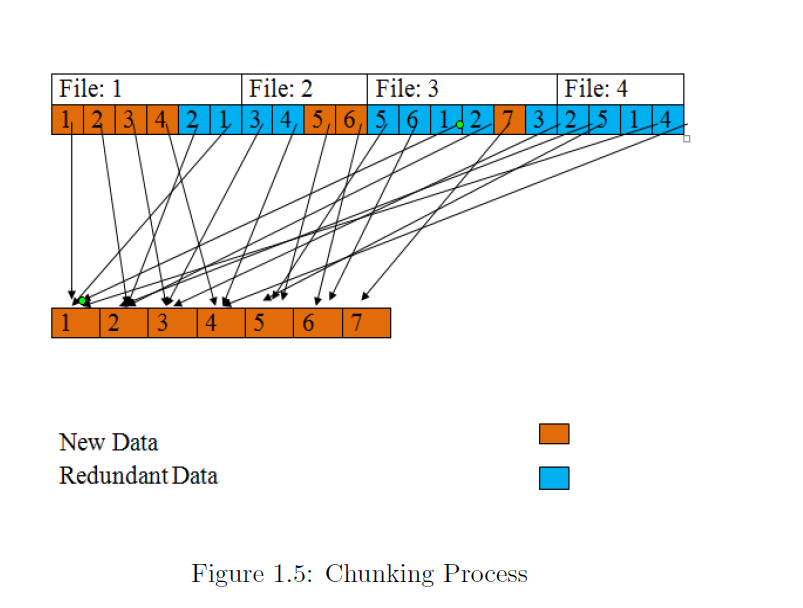 File: 1 File: 2 File: 3 File: 4
1 2 3 4 2 1 3 4 5 6 5 6 1 2 7 3 2 5 1 4
1 2 3 4 5 6 7
New Data
Redundant Data
Figure 1.5: Chunking Process